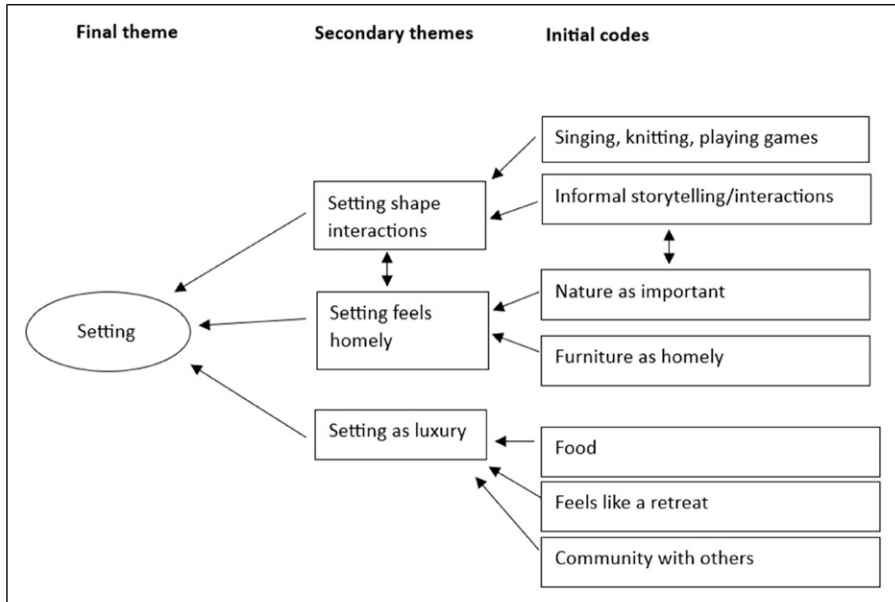 Final theme
Secondary themes
Initial codes
Singing, knitting, playing games
Setting shape
interactions
Informal storytelling/interactions
Setting
Setting feels
homely
Nature as important
Furniture as homely
Setting as luxury
Food
Feels like a retreat
Community with others